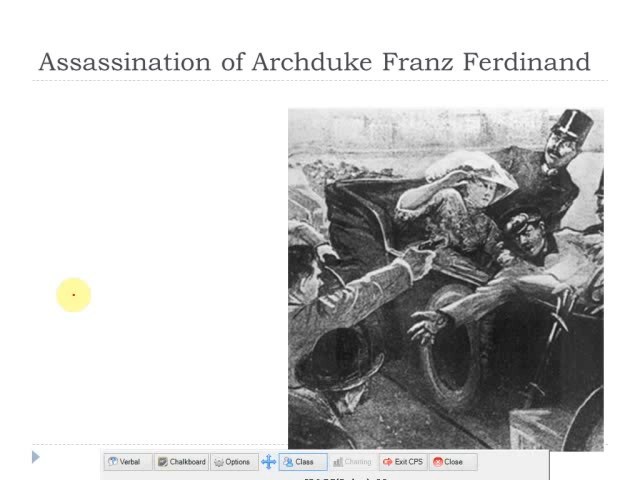 Assassination of Archduke Franz Ferdinand
Verbal Chalkboard Options Class Charting Exit CPS Close